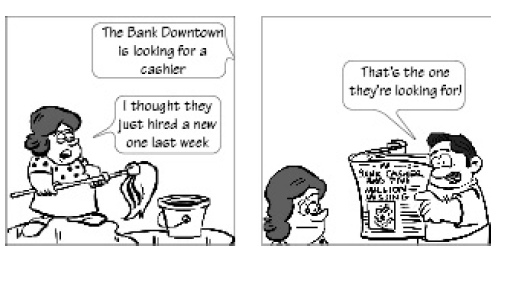 The Bank Downtown
is looking for a
cashier
I thought they
just hired a new
one last week
That's the one
they're looking for!
BANK CASHIER
AND FIVE
MILLION
MISSING